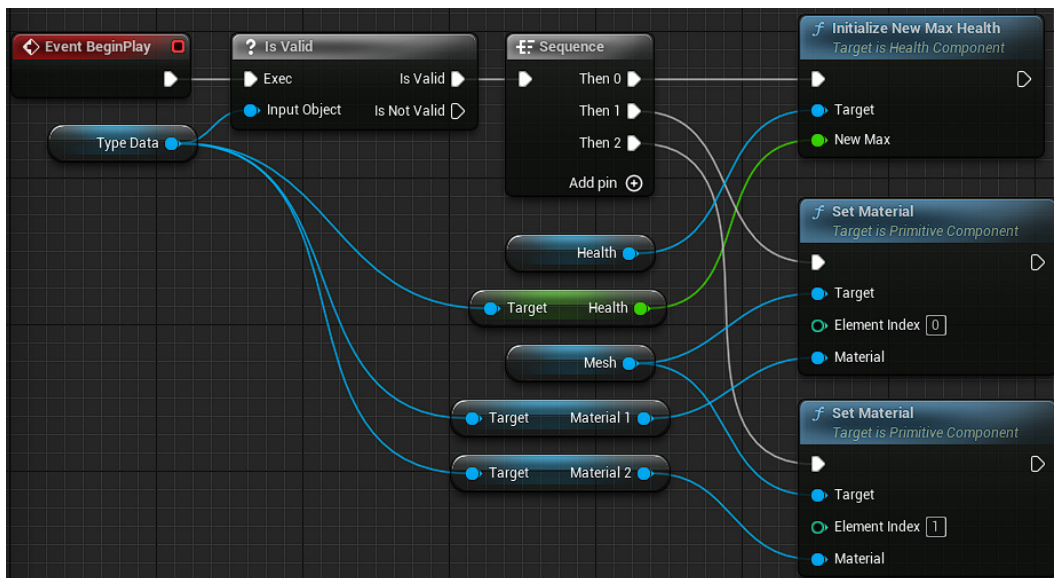 Event BeginPlay
? Is Valid
Exec
Is Valid
Input Object
Is Not Valid
Type Data
Sequence
Then 0
Then 1
Then 2
Add pin
Initialize New Max Health
Target is Health Component
Target
New Max
Health
Target Health
Mesh
Target Material 1
Target Material 2
Set Material
Target is Primitive Component
Target
Element Index 0
Material
Set Material
Target is Primitive Component
Target
Element Index 1
Material